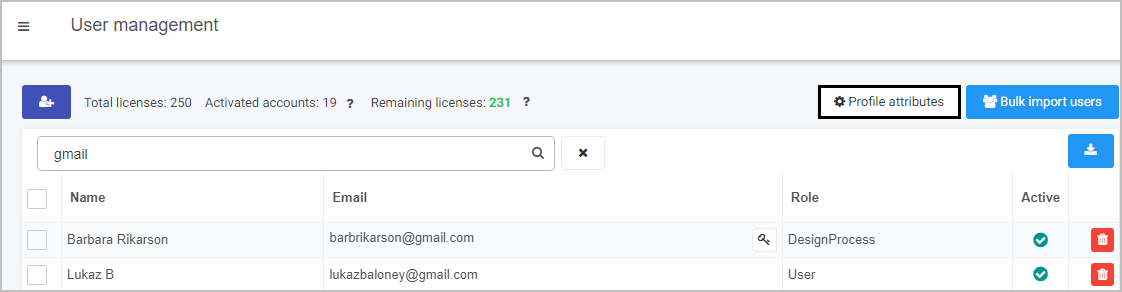 User management
Total licenses: 250 Activated accounts: 19 ? Remaining licenses: 231 ? Profile attributes Bulk import users
gmail
Name Email Role Active
Barbara Rikarson barbrikarson@gmail.com DesignProcess
Lukaz B lukazbaloney@gmail.com User